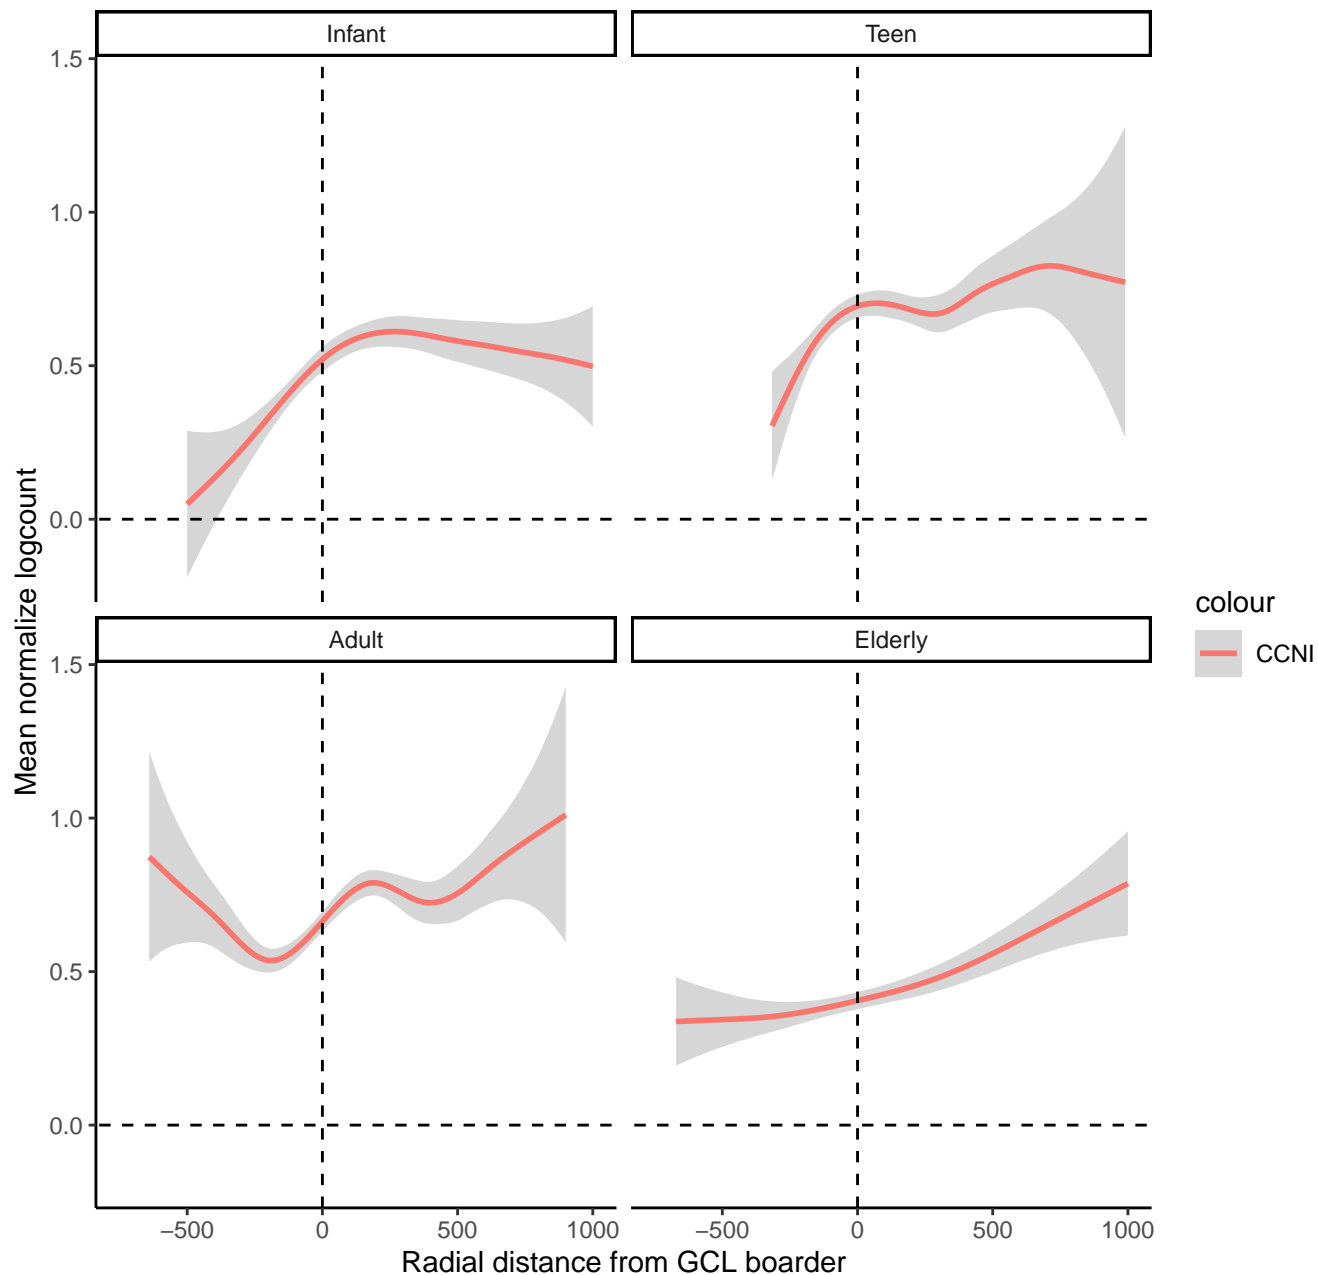 Infant
Teen
1.5
1.0
0.5
0.0
Adult
Elderly
1.5
1.0
0.5
0.0
−500
0
500
1000
−500
0
500
1000
Radial distance from GCL boarder
Mean normalize logcount
colour
CCNI